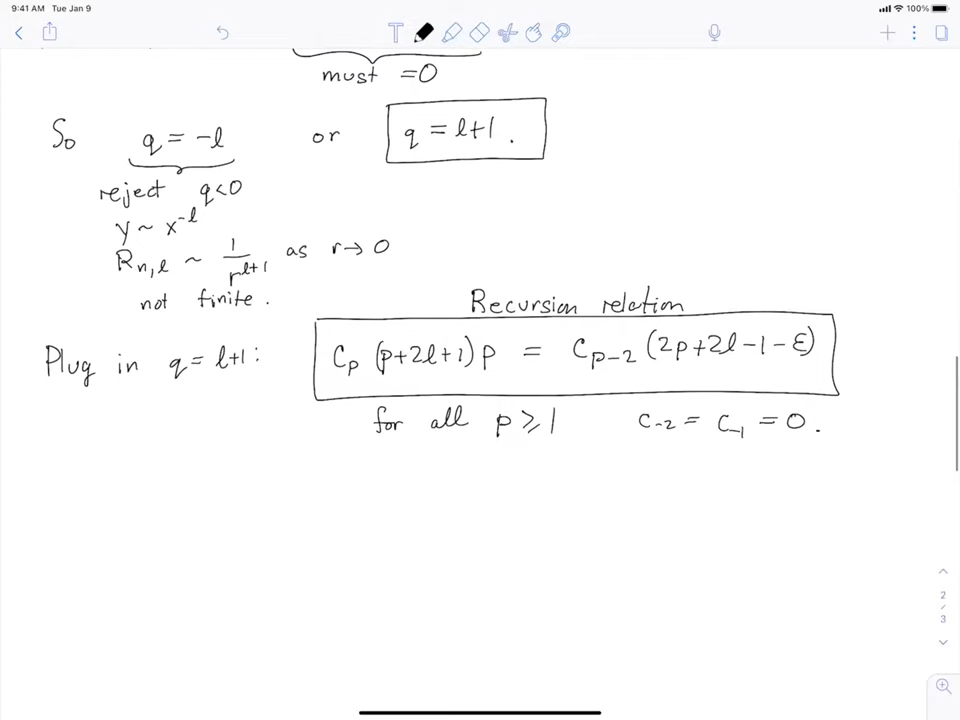 9:41 AM Tue Jan 9
100%
must = 0
So q = -l or q = l+1.
reject q<0
y ~ x^{-l}
R_{n,l} ~ 1/r^{l+1} as r → 0
not finite.
Recursion relation
Plug in q = l+1: C_p (p+2l+1) p = C_{p-2} (2p+2l-1-ε)
for all p ≥ 1 C_{-2} = C_{-1} = 0.
2
/
3